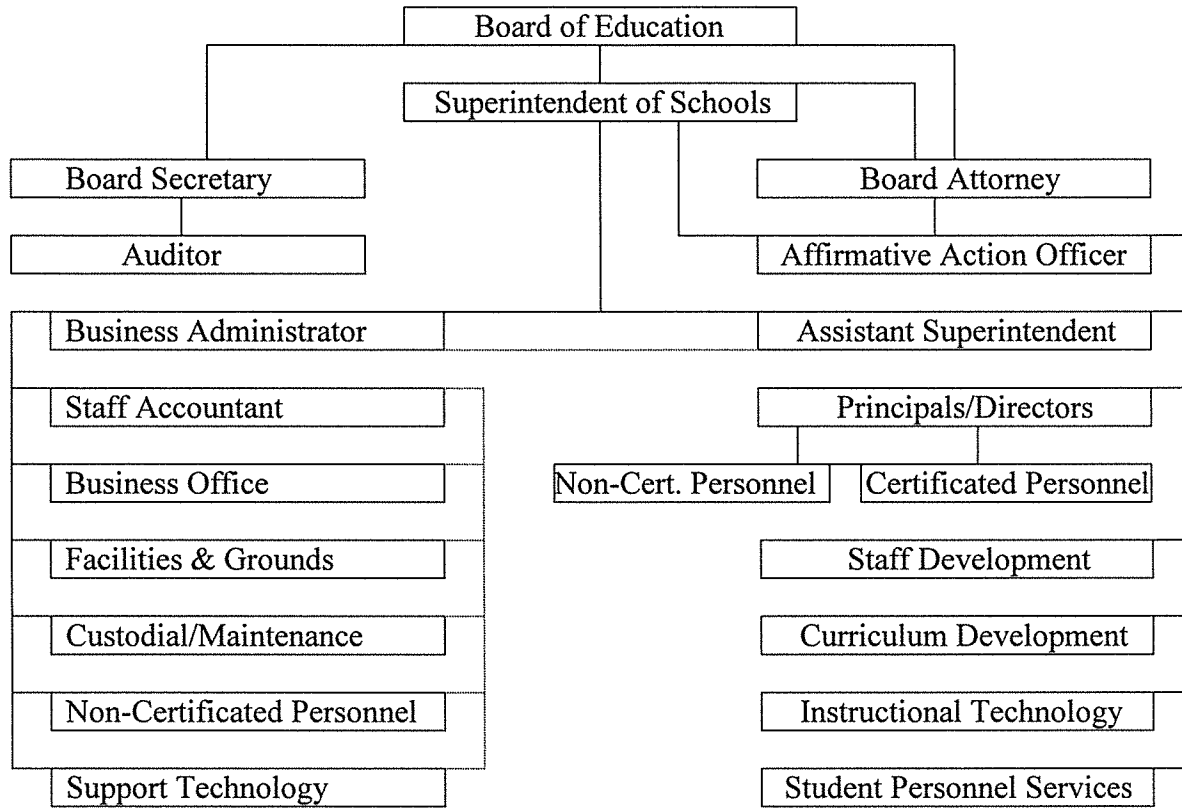 Board of Education
Superintendent of Schools
Board Secretary
Board Attorney
Auditor
Affirmative Action Officer
Business Administrator
Assistant Superintendent
Staff Accountant
Principals/Directors
Business Office
Non-Cert. Personnel
Certificated Personnel
Facilities & Grounds
Staff Development
Custodial/Maintenance
Curriculum Development
Non-Certificated Personnel
Instructional Technology
Support Technology
Student Personnel Services